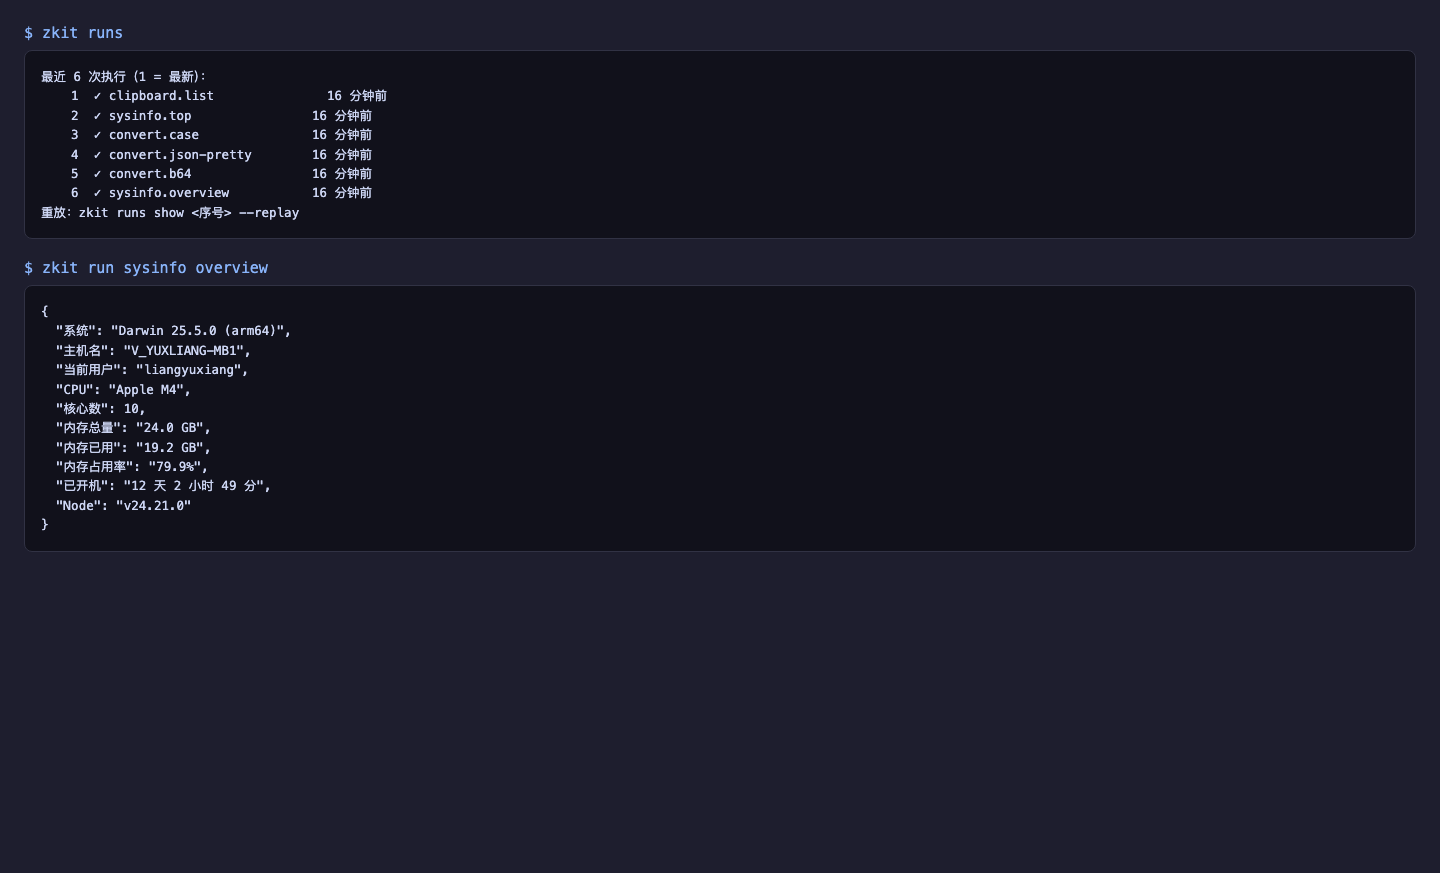 $ zkit runs
最近 6 次执行 (1 = 最新):
1 ✓ clipboard.list 16 分钟前
2 ✓ sysinfo.top 16 分钟前
3 ✓ convert.case 16 分钟前
4 ✓ convert.json-pretty 16 分钟前
5 ✓ convert.b64 16 分钟前
6 ✓ sysinfo.overview 16 分钟前
重放: zkit runs show <序号> --replay
$ zkit run sysinfo overview
{
"系统": "Darwin 25.5.0 (arm64)",
"主机名": "V_YUXLIANG-MB1",
"当前用户": "liangyuxiang",
"CPU": "Apple M4",
"核心数": 10,
"内存总量": "24.0 GB",
"内存已用": "19.2 GB",
"内存占用率": "79.9%",
"已开机": "12 天 2 小时 49 分",
"Node": "v24.21.0"
}